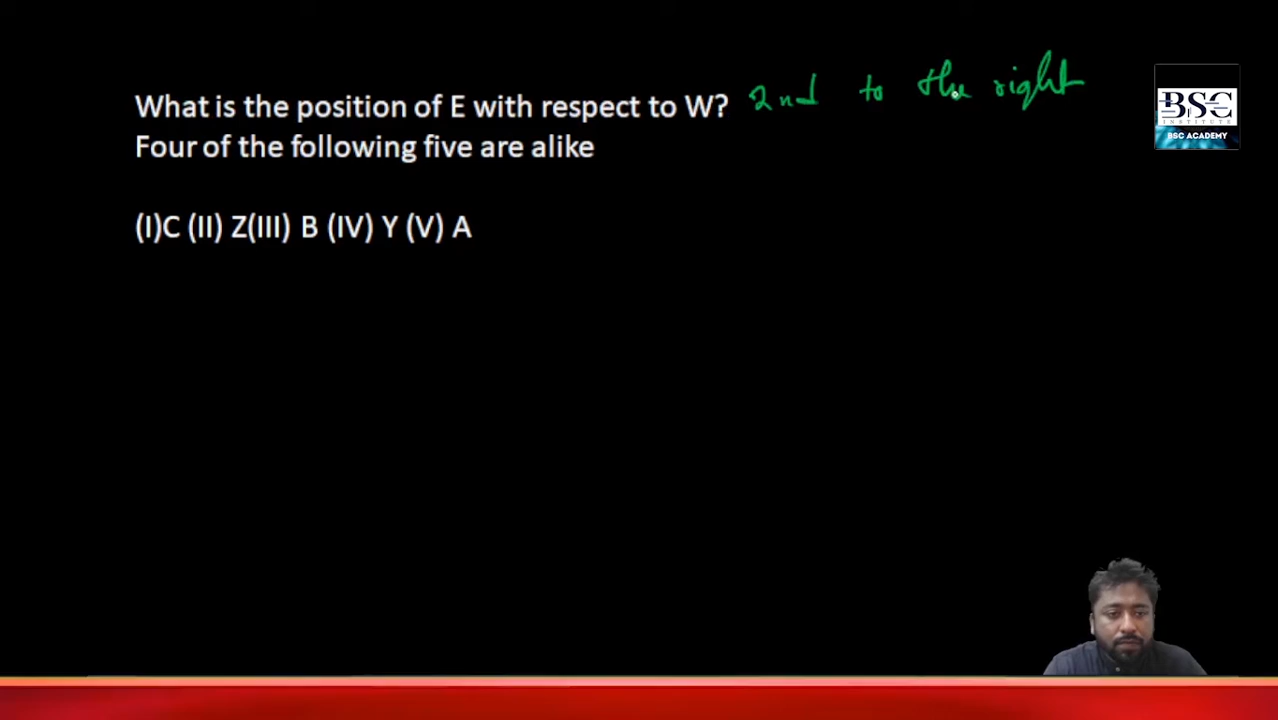 What is the position of E with respect to W? 2nd to the right
Four of the following five are alike
(I)C (II) Z(III) B (IV) Y (V) A
BSC
INSTITUTE
BSC ACADEMY